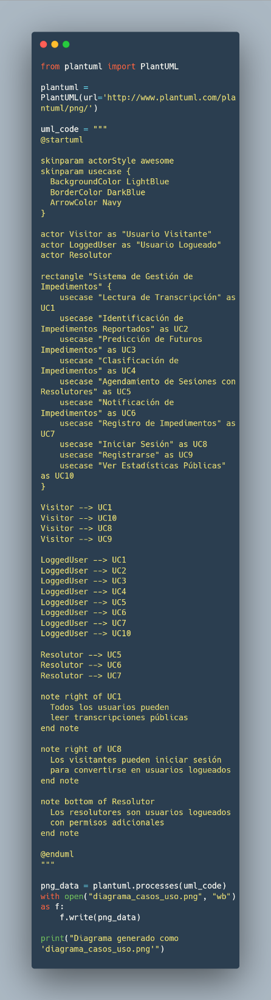 from plantuml import PlantUML

plantuml =
PlantUML(url='http://www.plantuml.com/pla
ntuml/png/')

uml_code = """
@startuml

skinparam actorStyle awesome
skinparam usecase {
  BackgroundColor LightBlue
  BorderColor DarkBlue
  ArrowColor Navy
}

actor Visitor as "Usuario Visitante"
actor LoggedUser as "Usuario Logueado"
actor Resolutor

rectangle "Sistema de Gestión de
Impedimentos" {
    usecase "Lectura de Transcripción" as
UC1
    usecase "Identificación de
Impedimentos Reportados" as UC2
    usecase "Predicción de Futuros
Impedimentos" as UC3
    usecase "Clasificación de
Impedimentos" as UC4
    usecase "Agendamiento de Sesiones con
Resolutores" as UC5
    usecase "Notificación de
Impedimentos" as UC6
    usecase "Registro de Impedimentos" as
UC7
    usecase "Iniciar Sesión" as UC8
    usecase "Registrarse" as UC9
    usecase "Ver Estadísticas Públicas"
as UC10
}

Visitor --> UC1
Visitor --> UC10
Visitor --> UC8
Visitor --> UC9

LoggedUser --> UC1
LoggedUser --> UC2
LoggedUser --> UC3
LoggedUser --> UC4
LoggedUser --> UC5
LoggedUser --> UC6
LoggedUser --> UC7
LoggedUser --> UC10

Resolutor --> UC5
Resolutor --> UC6
Resolutor --> UC7

note right of UC1
  Todos los usuarios pueden
  leer transcripciones públicas
end note

note right of UC8
  Los visitantes pueden iniciar sesión
  para convertirse en usuarios logueados
end note

note bottom of Resolutor
  Los resolutores son usuarios logueados
  con permisos adicionales
end note

@enduml
"""

png_data = plantuml.processes(uml_code)
with open("diagrama_casos_uso.png", "wb")
as f:
    f.write(png_data)

print("Diagrama generado como
'diagrama_casos_uso.png'")